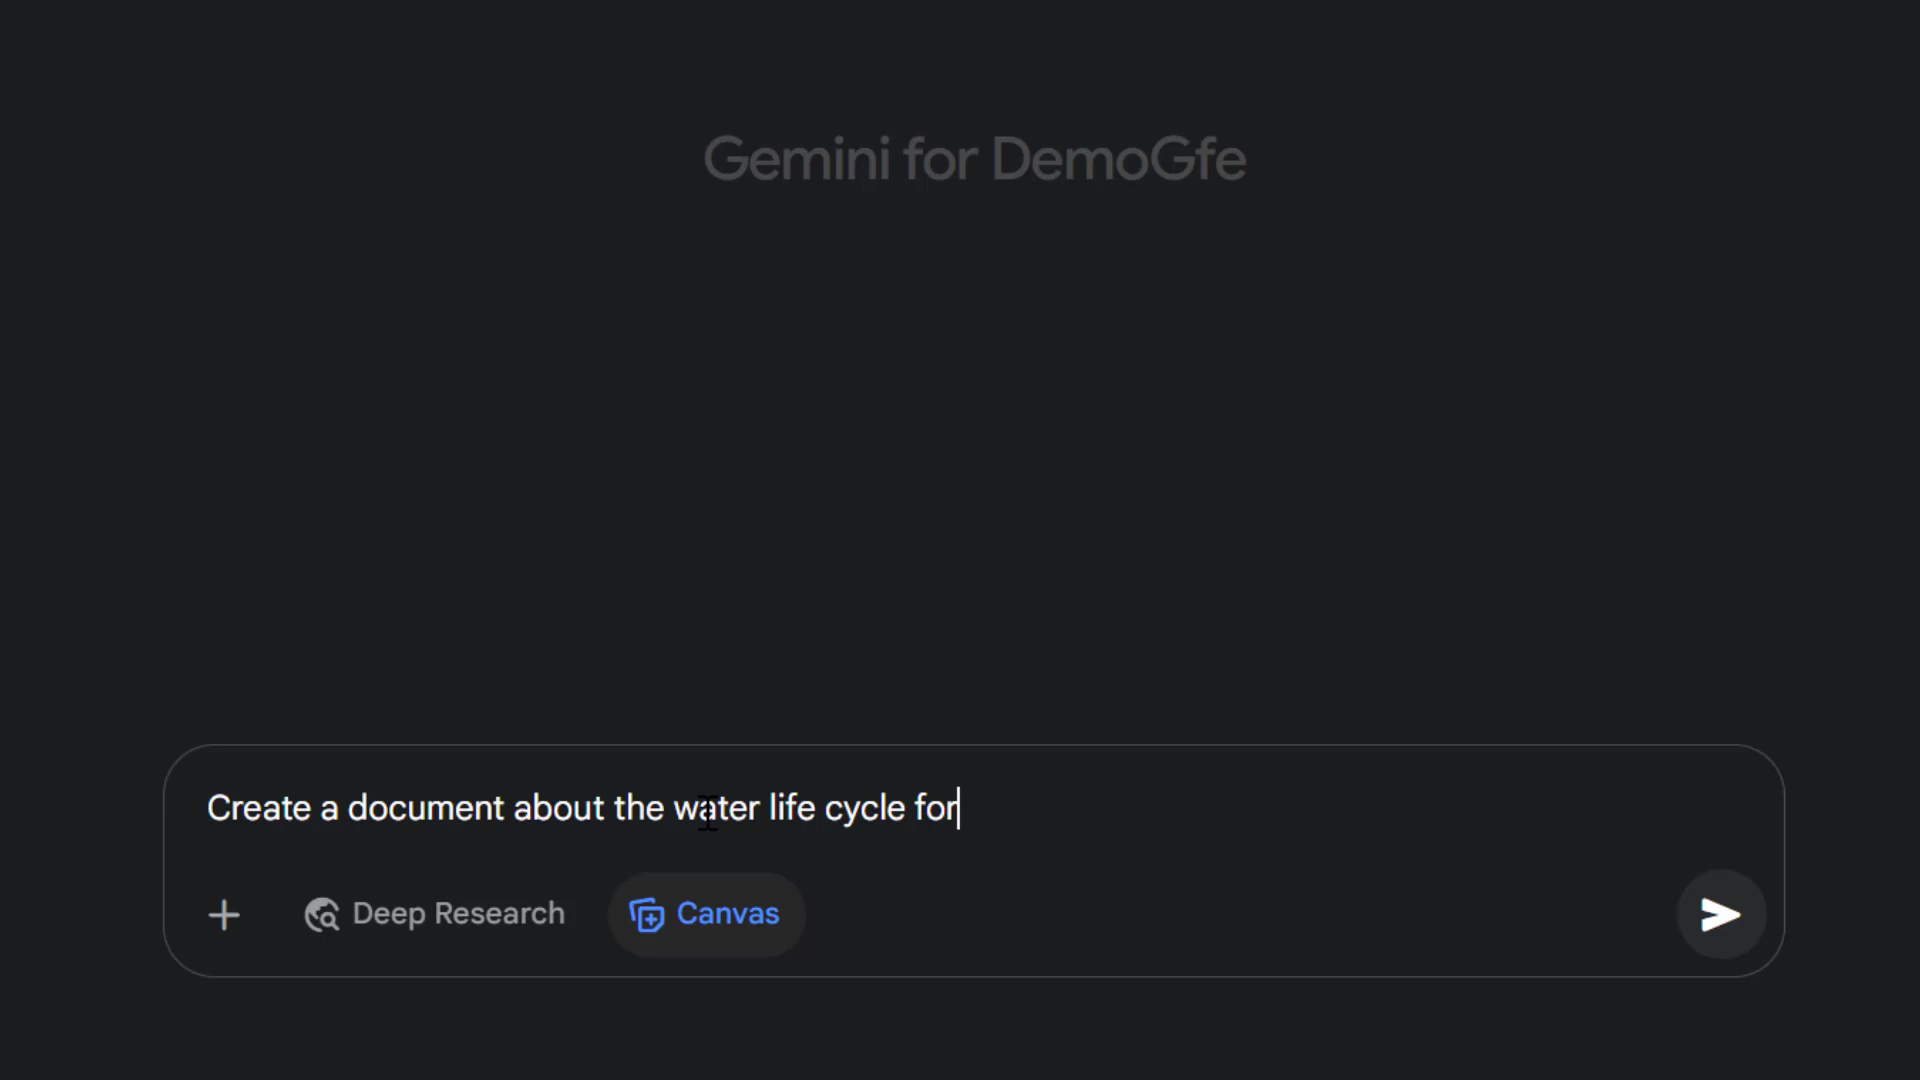 Gemini for DemoGfe
Create a document about the water life cycle for
Deep Research
Canvas